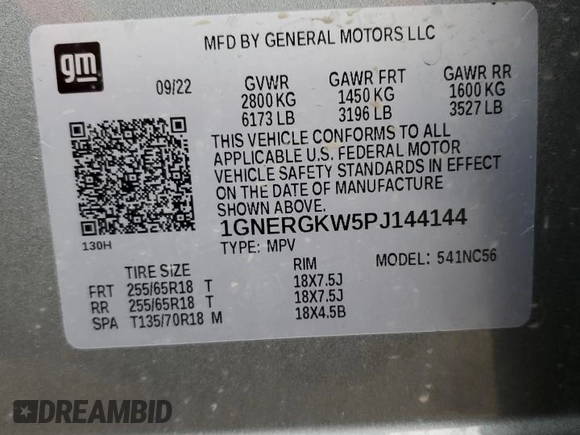 gm
MFD BY GENERAL MOTORS LLC
09/22 GVWR GAWR FRT GAWR RR
2800 KG 1450 KG 1600 KG
6173 LB 3196 LB 3527 LB
THIS VEHICLE CONFORMS TO ALL
APPLICABLE U.S. FEDERAL MOTOR
VEHICLE SAFETY STANDARDS IN EFFECT
ON THE DATE OF MANUFACTURE
SHOWN ABOVE.
1GNERGKW5PJ144144
130H
TYPE: MPV
MODEL: 541NC56
TIRE SIZE RIM
FRT 255/65R18 T 18X7.5J
RR 255/65R18 T 18X7.5J
SPA T135/70R18 M 18X4.5B
DREAMBID